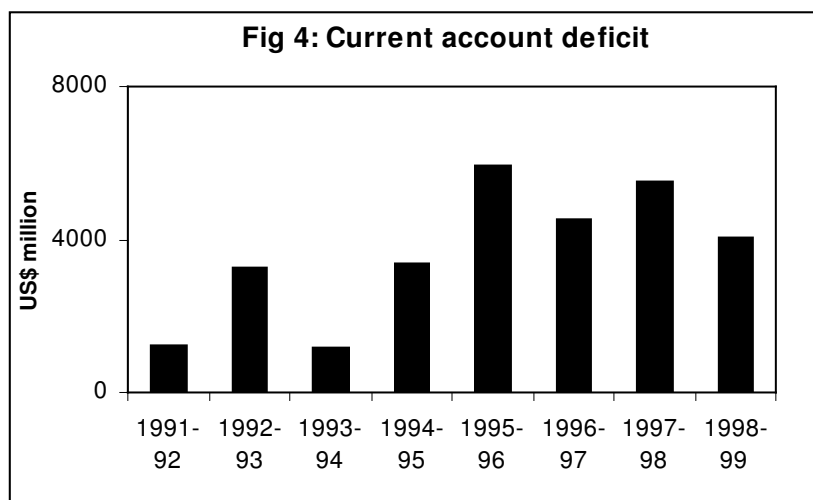 Fig 4: Current account deficit
8000
4000
0
US$ million
1991- 1992- 1993- 1994- 1995- 1996- 1997- 1998-
92 93 94 95 96 97 98 99